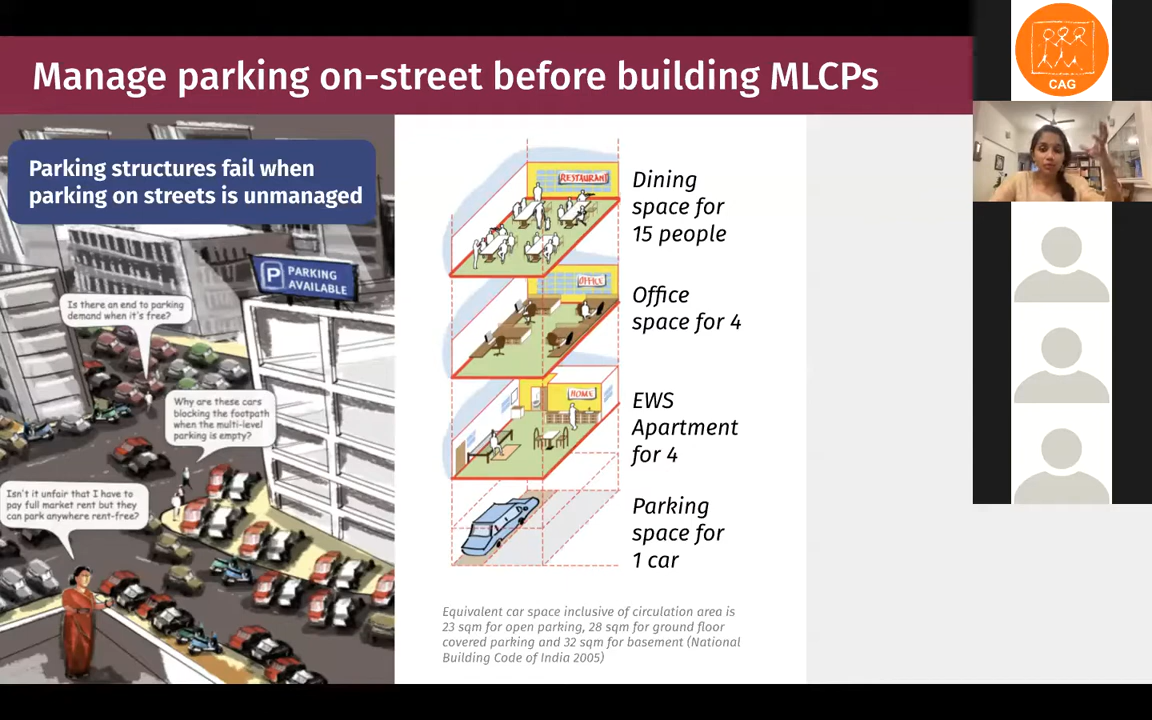 Manage parking on-street before building MLCPs
Parking structures fail when
parking on streets is unmanaged
P PARKING
AVAILABLE
Is there an end to parking
demand when it's free?
Why are these cars
blocking the footpath
when the multi-level
parking is empty?
Isn't it unfair that I have to
pay full market rent but they
can park anywhere rent-free?
RESTAURANT
Dining
space for
15 people
OFFICE
Office
space for 4
HOME
EWS
Apartment
for 4
Parking
space for
1 car
Equivalent car space inclusive of circulation area is
23 sqm for open parking, 28 sqm for ground floor
covered parking and 32 sqm for basement (National
Building Code of India 2005)
CAG